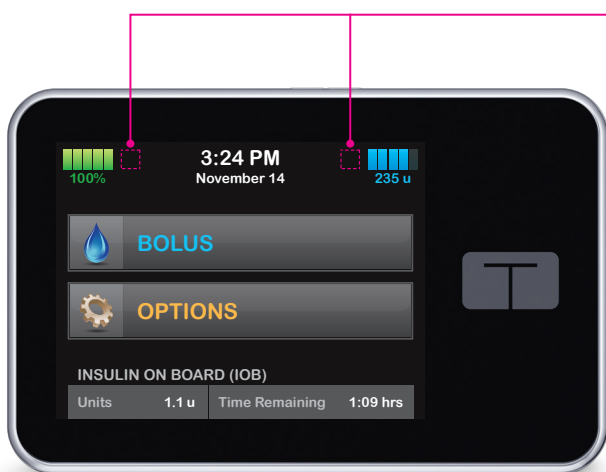 3:24 PM
100%
November 14
235 u
BOLUS
OPTIONS
INSULIN ON BOARD (IOB)
Units 1.1 u Time Remaining 1:09 hrs